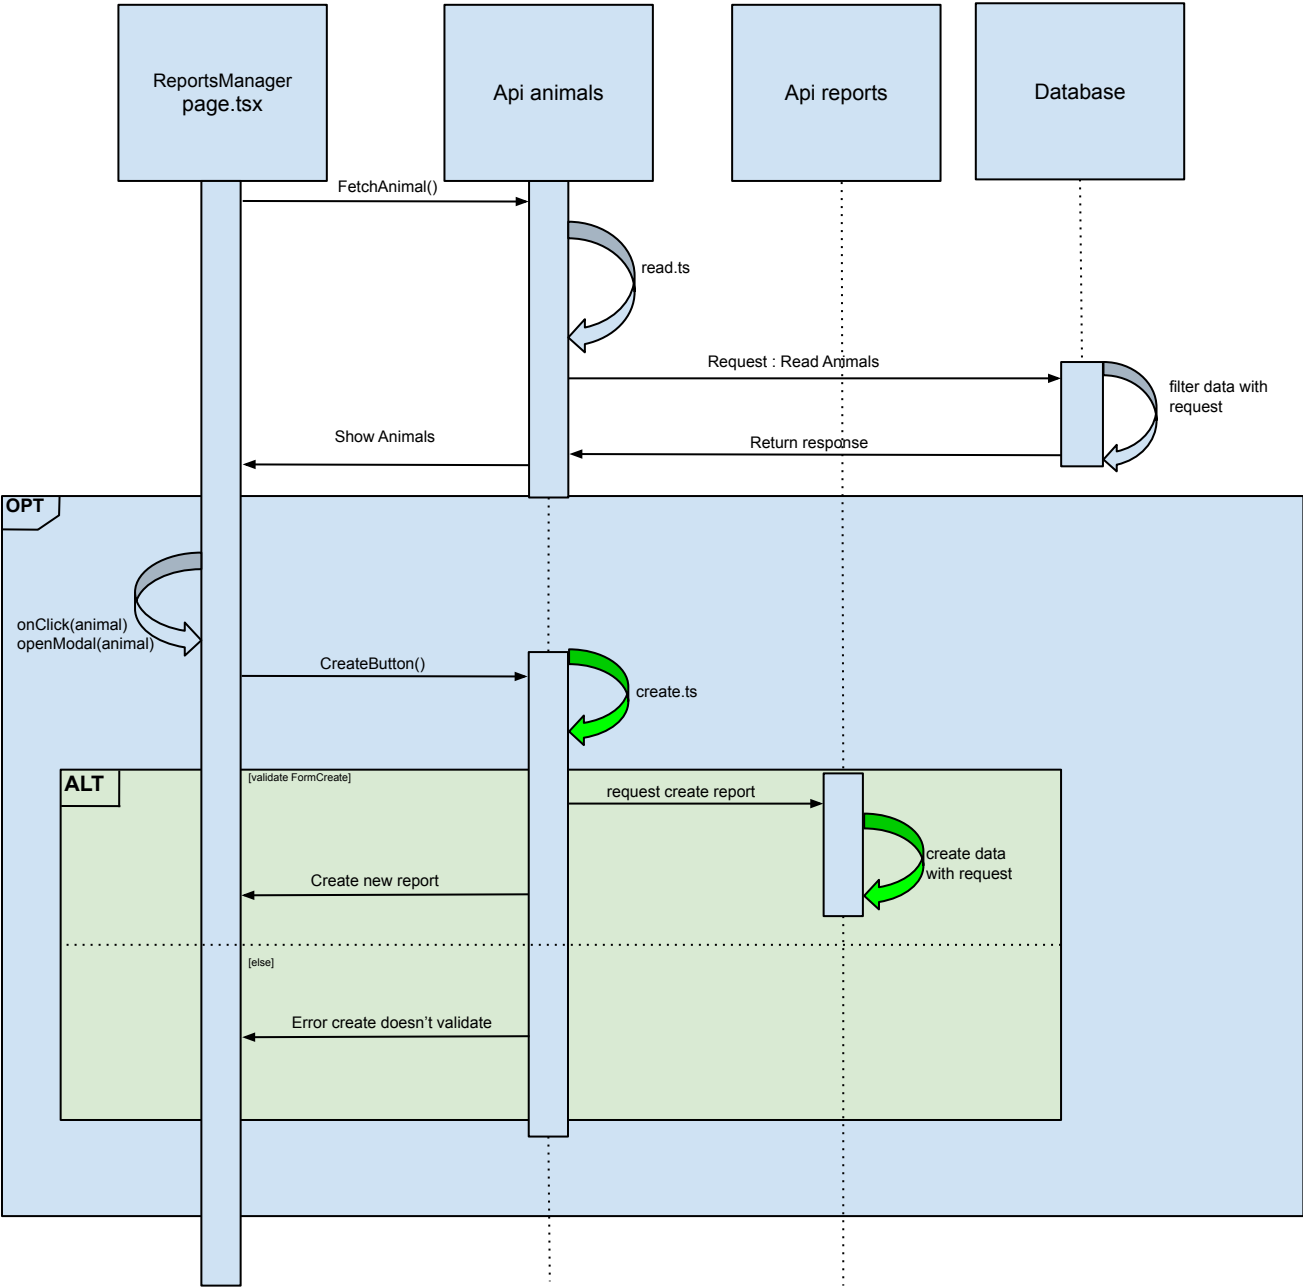 ReportsManager
page.tsx
Api animals
Api reports
Database
FetchAnimal()
read.ts
Request : Read Animals
filter data with
request
Show Animals
Return response
OPT
onClick(animal)
openModal(animal)
CreateButton()
create.ts
ALT
[validate FormCreate]
request create report
create data
with request
Create new report
[else]
Error create doesn’t validate